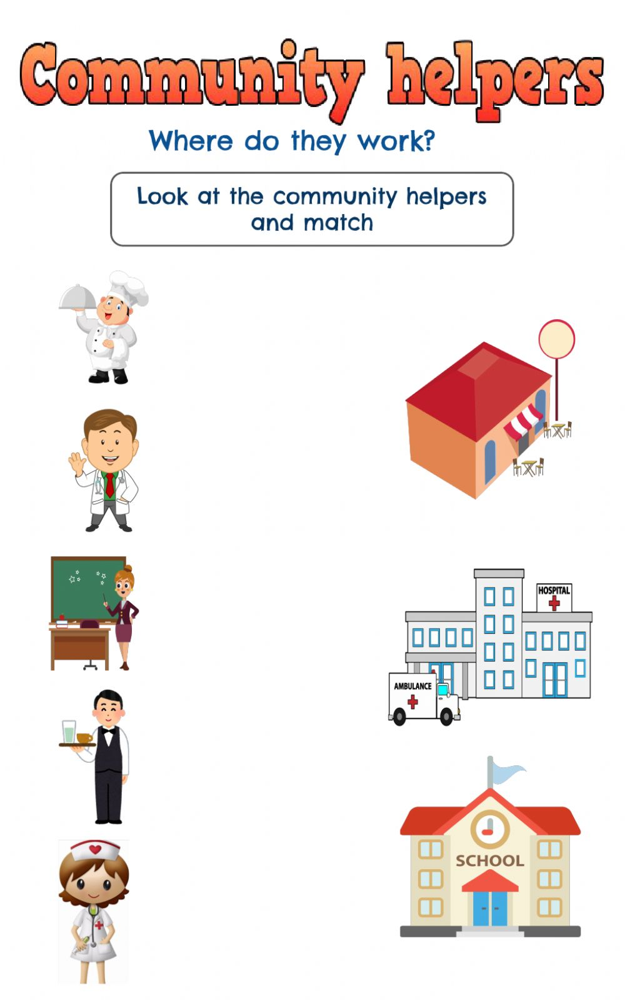 Community helpers
Where do they work?
Look at the community helpers
and match
HOSPITAL
AMBULANCE
SCHOOL